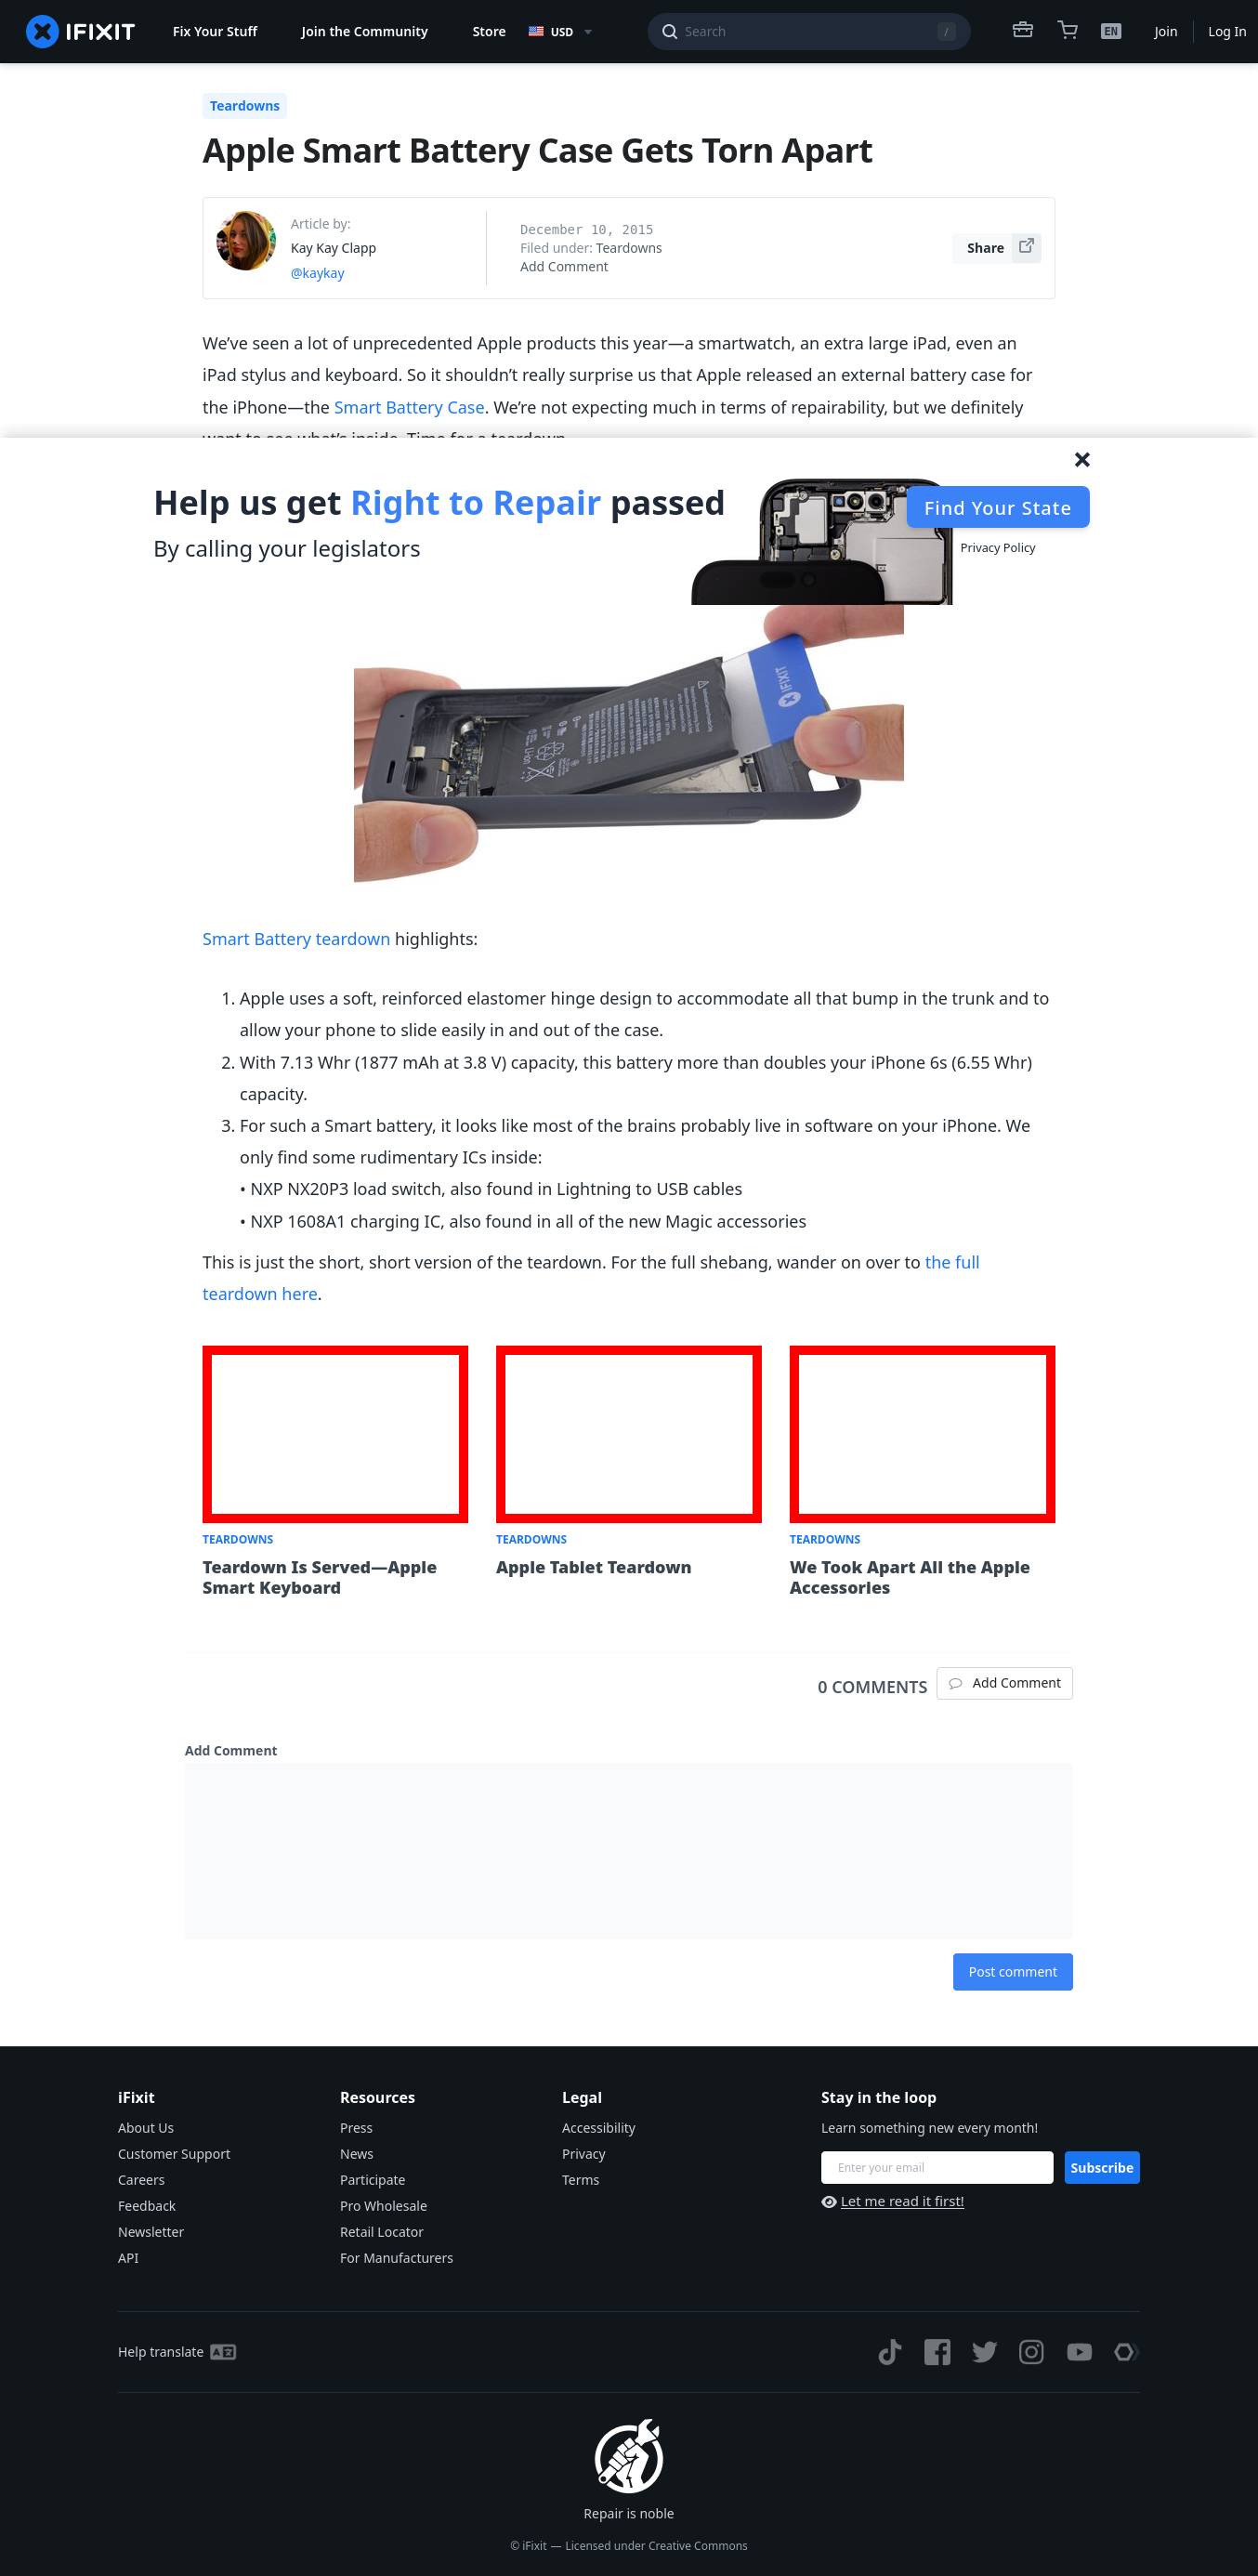 IFIXIT
Fix Your Stuff
Join the Community
Store
USD
Search
/
EN
Join
Log In
Teardowns
Apple Smart Battery Case Gets Torn Apart
Article by:
Kay Kay Clapp
@kaykay
December 10, 2015
Filed under: Teardowns
Add Comment
Share
We’ve seen a lot of unprecedented Apple products this year—a smartwatch, an extra large iPad, even an
iPad stylus and keyboard. So it shouldn’t really surprise us that Apple released an external battery case for
the iPhone—the Smart Battery Case. We’re not expecting much in terms of repairability, but we definitely
want to see what’s inside. Time for a teardown.
Help us get Right to Repair passed
By calling your legislators
Find Your State
Privacy Policy
IFIXIT
Li-ion
Smart Battery teardown highlights:
1. Apple uses a soft, reinforced elastomer hinge design to accommodate all that bump in the trunk and to
allow your phone to slide easily in and out of the case.
2. With 7.13 Whr (1877 mAh at 3.8 V) capacity, this battery more than doubles your iPhone 6s (6.55 Whr)
capacity.
3. For such a Smart battery, it looks like most of the brains probably live in software on your iPhone. We
only find some rudimentary ICs inside:
• NXP NX20P3 load switch, also found in Lightning to USB cables
• NXP 1608A1 charging IC, also found in all of the new Magic accessories
This is just the short, short version of the teardown. For the full shebang, wander on over to the full
teardown here.
TEARDOWNS
Teardown Is Served—Apple
Smart Keyboard
TEARDOWNS
Apple Tablet Teardown
TEARDOWNS
We Took Apart All the Apple
Accessories
0 COMMENTS
Add Comment
Add Comment
Post comment
iFixit
About Us
Customer Support
Careers
Feedback
Newsletter
API
Resources
Press
News
Participate
Pro Wholesale
Retail Locator
For Manufacturers
Legal
Accessibility
Privacy
Terms
Stay in the loop
Learn something new every month!
Enter your email
Subscribe
Let me read it first!
Help translate
Repair is noble
© iFixit — Licensed under Creative Commons